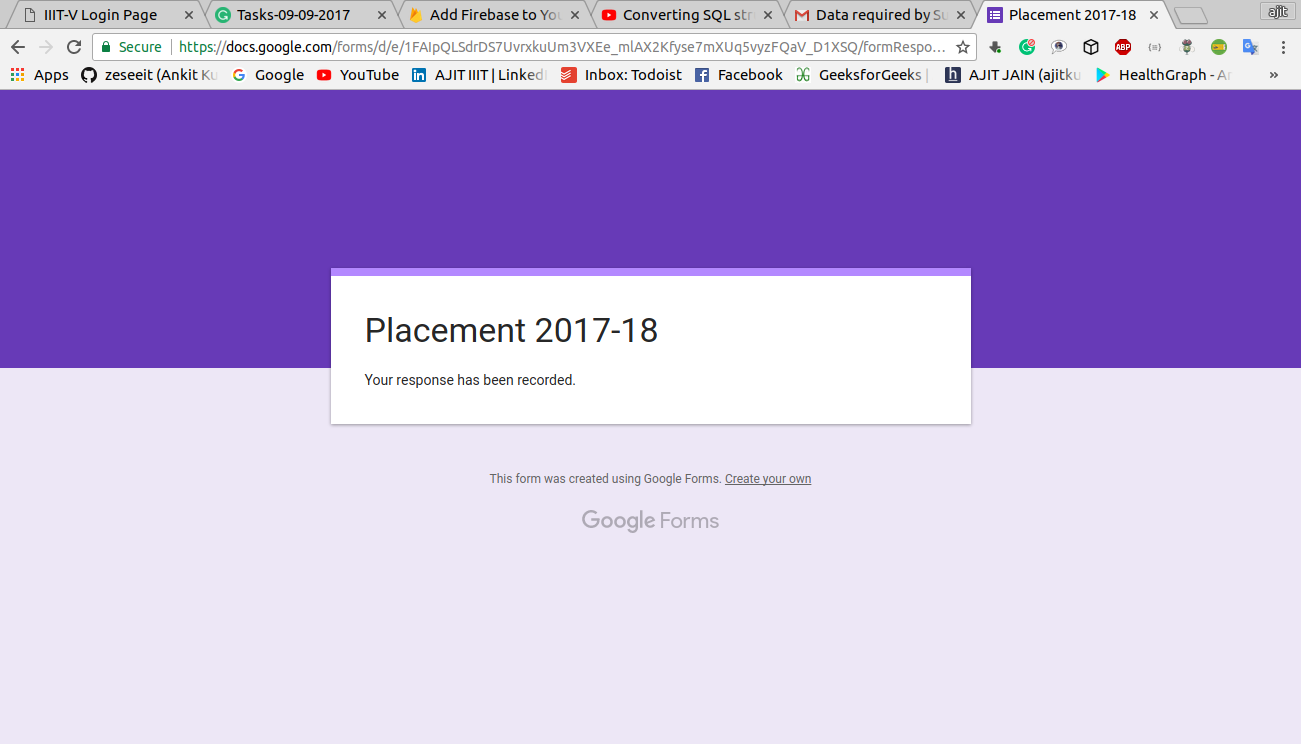 IIIT-V Login Page
Tasks-09-09-2017
Add Firebase to You
Converting SQL str
Data required by Su
Placement 2017-18
ajit
Secure
https://docs.google.com/forms/d/e/1FAIpQLSdrDS7UvrxkuUm3VXEe_mlAX2Kfyse7mXUq5vyzFQaV_D1XSQ/formRespo...
ABP
Apps
zeseeit (Ankit Ku
Google
YouTube
AJIT IIIT | LinkedI
Inbox: Todoist
Facebook
GeeksforGeeks |
AJIT JAIN (ajitku
HealthGraph - An
»
Placement 2017-18
Your response has been recorded.
This form was created using Google Forms. Create your own
Google Forms